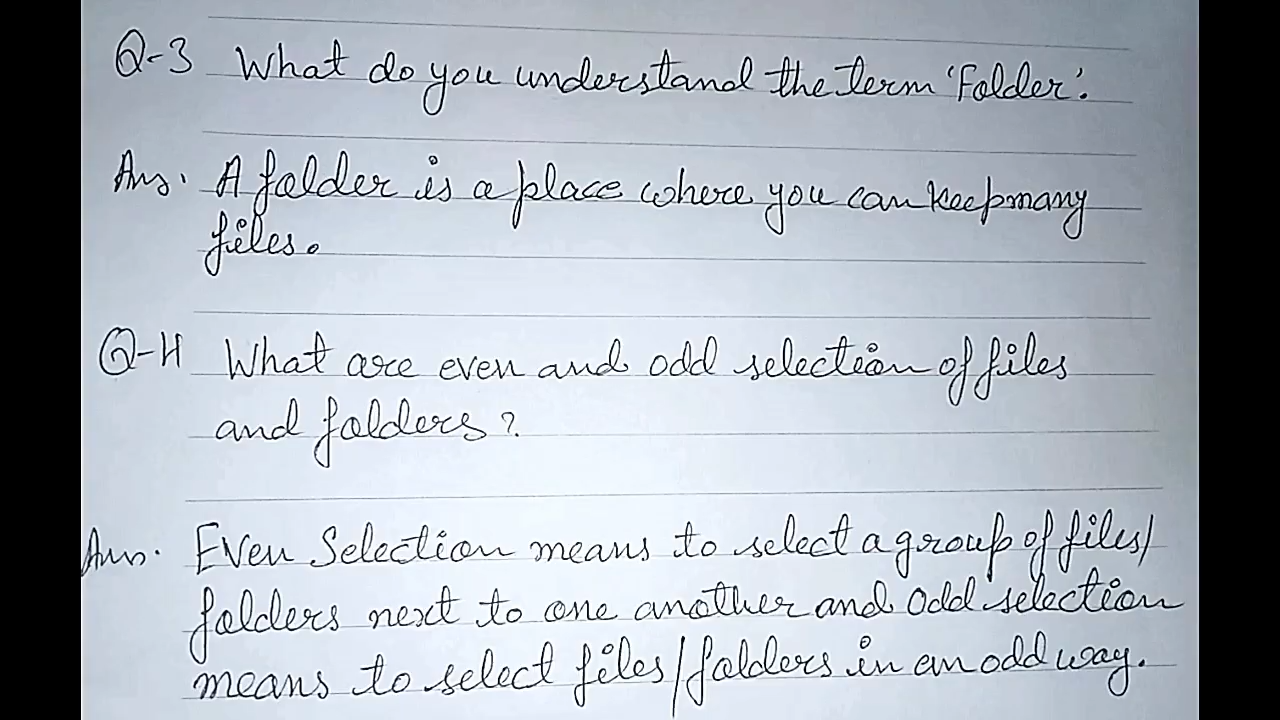 Q-3 What do you understand the term 'Folder'.
Ans. A folder is a place where you can keep many
files.
Q-4 What are even and odd selection of files
and folders?
Ans. Even Selection means to select a group of files/
folders next to one another and odd selection
means to select files/folders in an odd way.